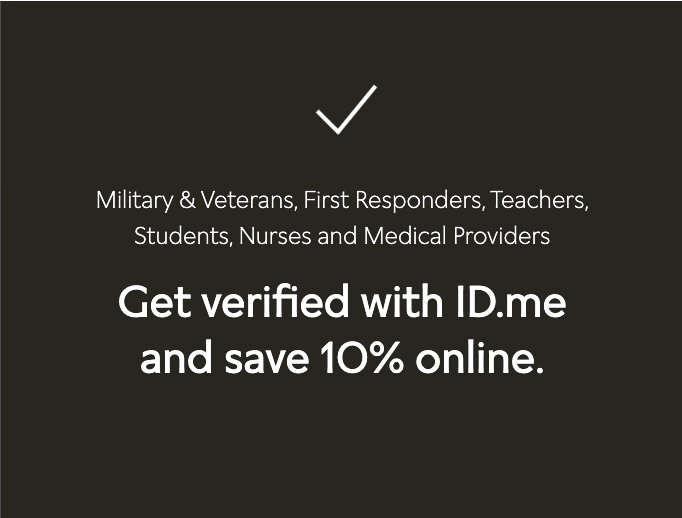 Military & Veterans, First Responders, Teachers,
Students, Nurses and Medical Providers
Get verified with ID.me
and save 10% online.